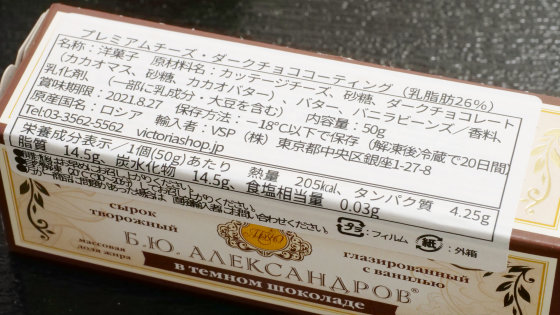 プレミアムチーズ・ダークチョココーティング(乳脂肪26%)
名称:洋菓子 原材料名:カッテージチーズ、砂糖、ダークチョコレート
(カカオマス、砂糖、カカオバター)、バター、バニラビーンズ/香料、
乳化剤、(一部に乳成分・大豆を含む) 内容量:50g
賞味期限:2021.8.27 保存方法:-18℃以下で保存(解凍後冷蔵で20日間)
原産国名:ロシア 輸入者:VSP(株)東京都中央区銀座1-27-8
Tel:03-3562-5562 victoriashop.jp
栄養成分表示/1個(50g)あたり 熱量 205kcal、タンパク質 4.25g
脂質 14.5g、炭水化物 14.5g、食塩相当量 0.03g
プラ:フィルム 紙:外箱
сырок
творожный
массовая
доля жира
Б.Ю. АЛЕКСАНДРОВ®
глазированный
с ванилью
в темном шоколаде